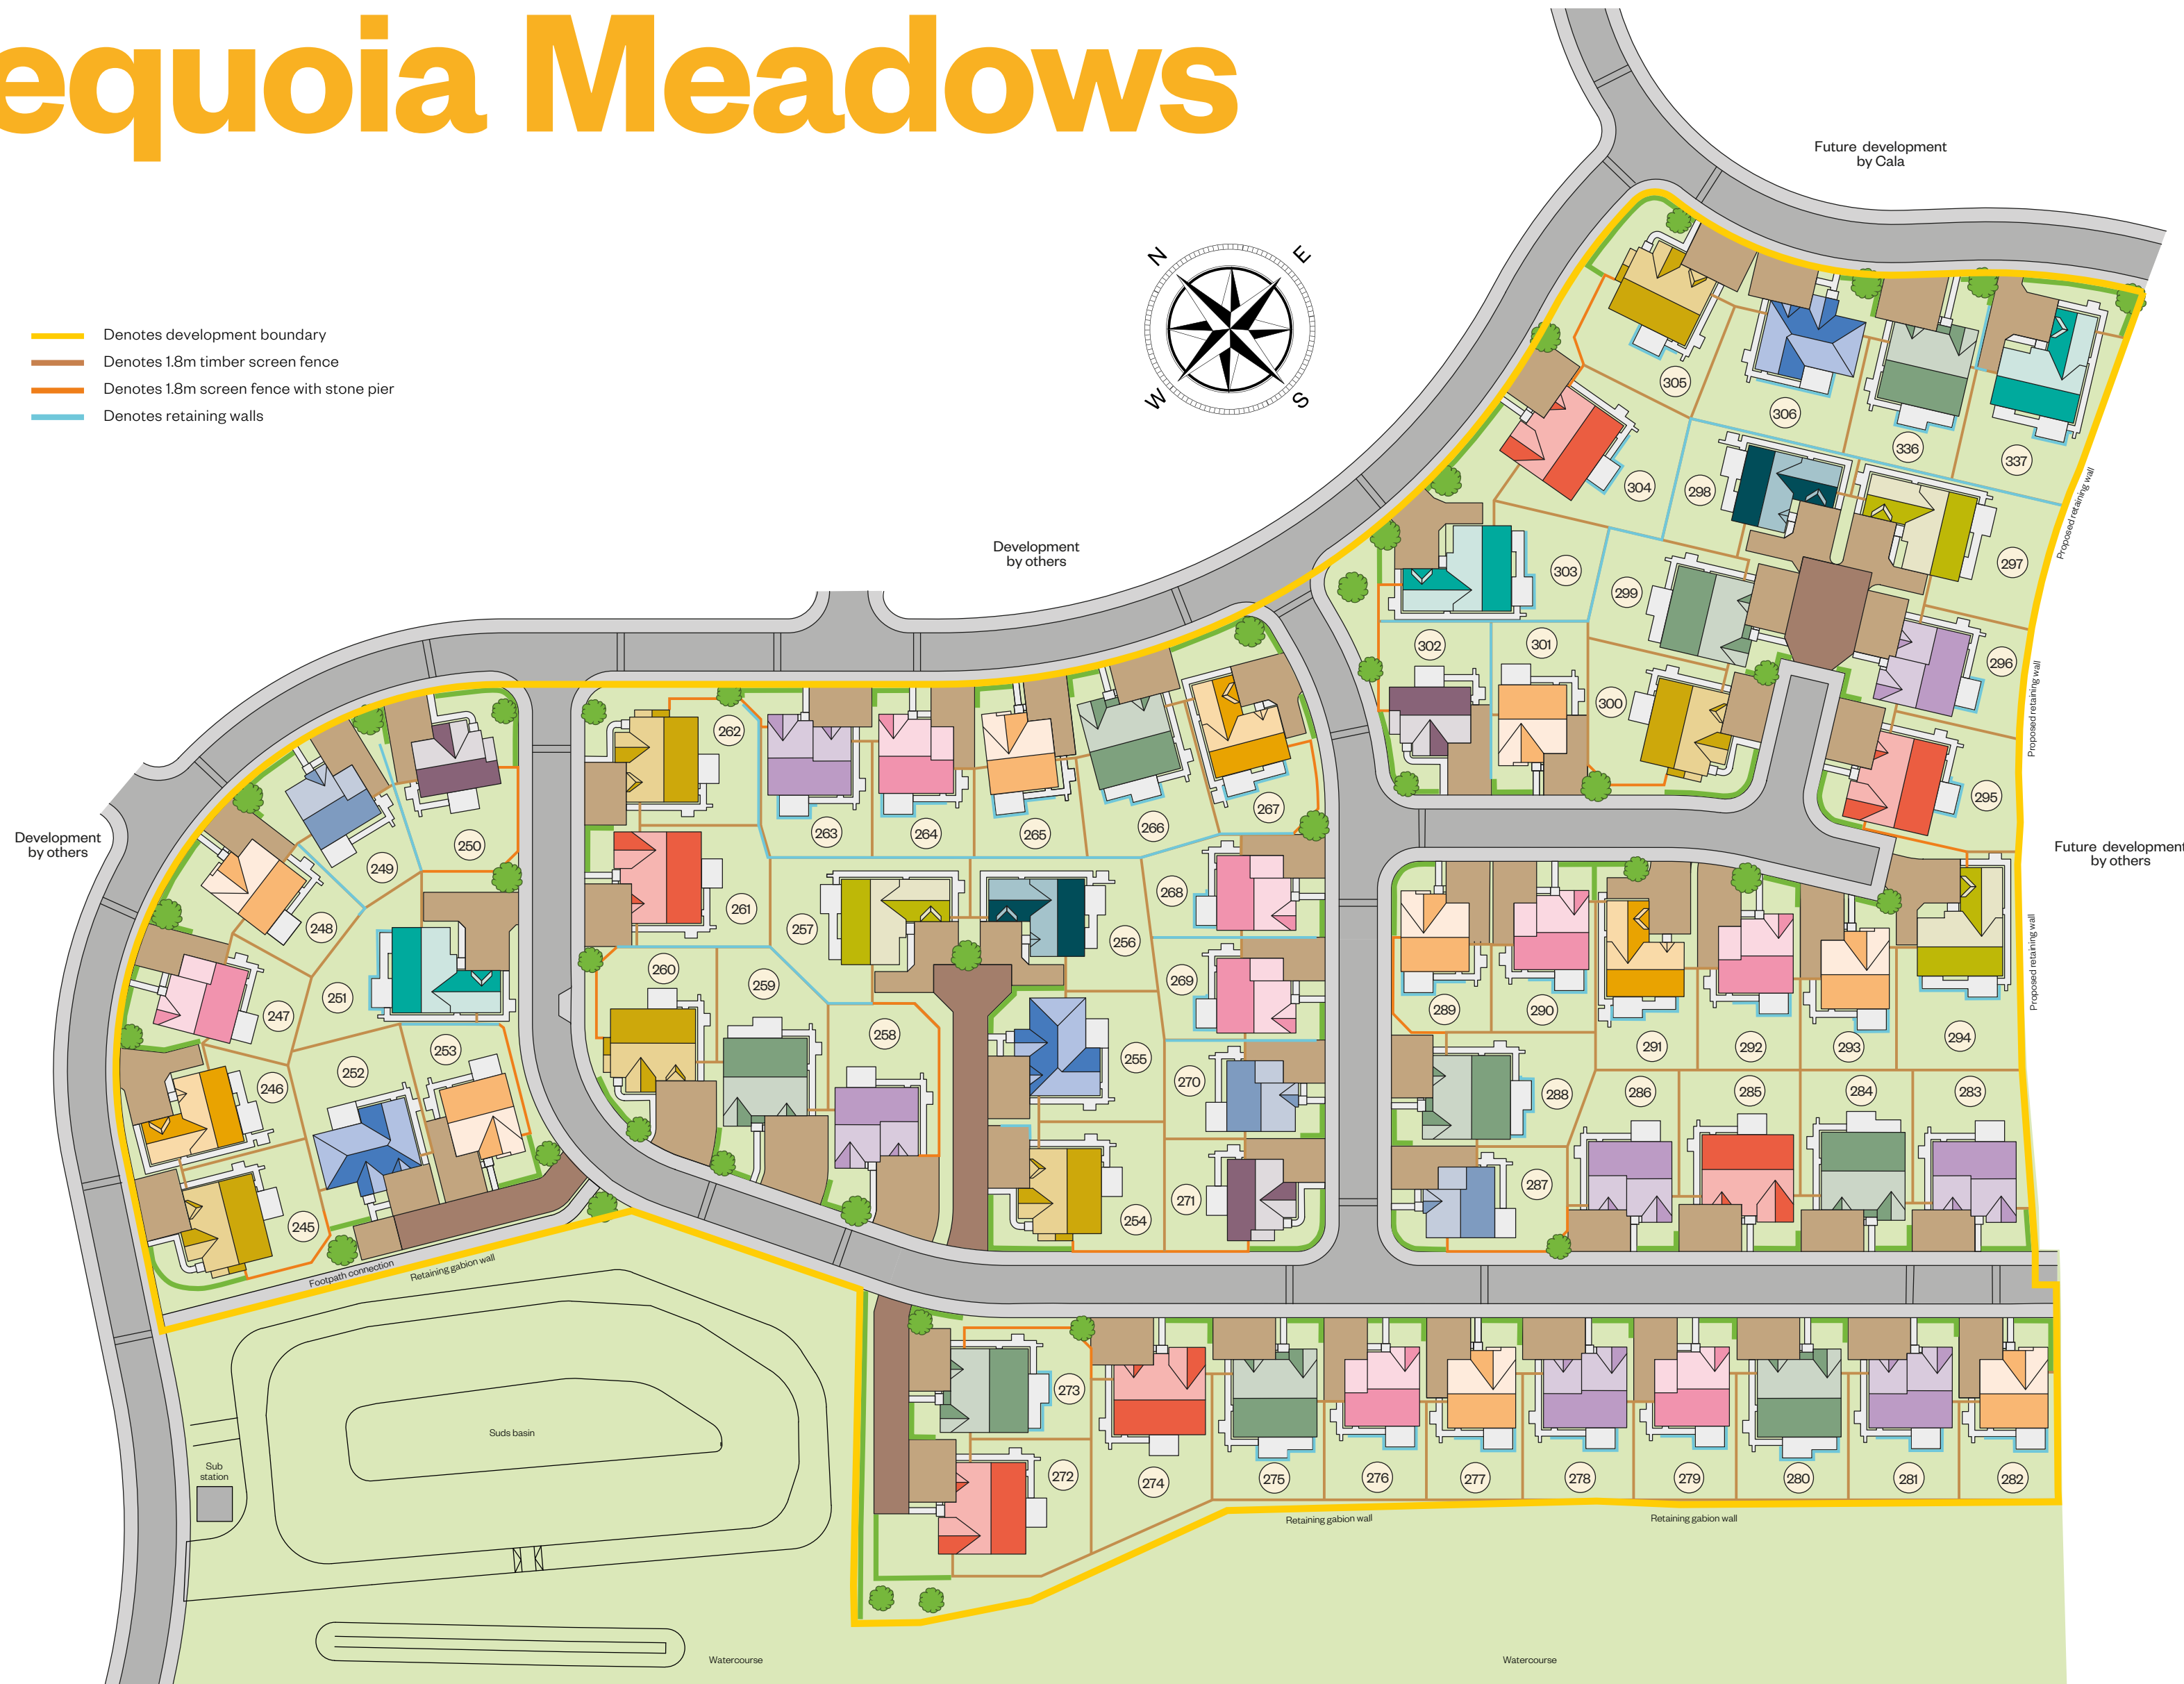 equoia Meadows
Future development
by Cala
N
E
W
S
Denotes development boundary
Denotes 1.8m timber screen fence
Denotes 1.8m screen fence with stone pier
Denotes retaining walls
305
306
336
337
304
298
Proposed retaining wall
Development
by others
303
299
297
302
301
296
300
Proposed retaining wall
262
295
263
264
265
266
267
Development
by others
250
249
Future development
by others
248
261
257
256
268
260
259
269
Proposed retaining wall
247
251
258
289
290
291
292
293
294
246
252
253
255
270
288
286
285
284
283
245
254
271
287
Footpath connection
Retaining gabion wall
273
272
274
275
276
277
278
279
280
281
282
Suds basin
Sub
station
Retaining gabion wall
Retaining gabion wall
Watercourse
Watercourse